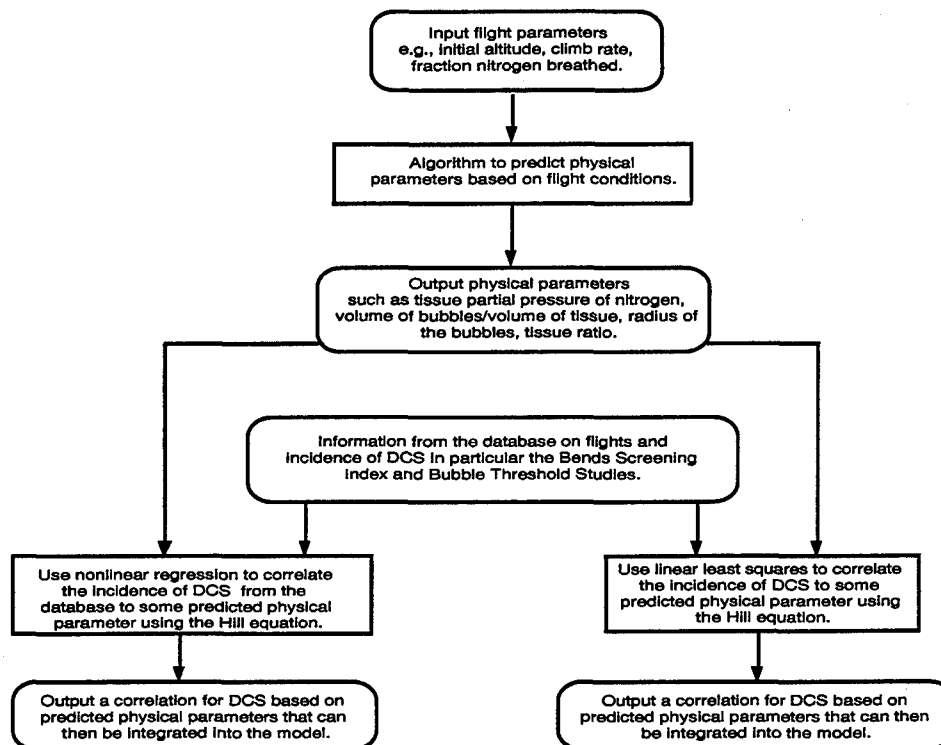 Input flight parameters
e.g., initial altitude, climb rate,
fraction nitrogen breathed.
Algorithm to predict physical
parameters based on flight conditions.
Output physical parameters
such as tissue partial pressure of nitrogen,
volume of bubbles/volume of tissue, radius of
the bubbles, tissue ratio.
Information from the database on flights and
incidence of DCS in particular the Bends Screening
Index and Bubble Threshold Studies.
Use nonlinear regression to correlate
the incidence of DCS from the
database to some predicted physical
parameter using the Hill equation.
Use linear least squares to correlate
the incidence of DCS to some
predicted physical parameter using
the Hill equation.
Output a correlation for DCS based on
predicted physical parameters that can
then be integrated into the model.
Output a correlation for DCS based on
predicted physical parameters that can then
be integrated into the model.